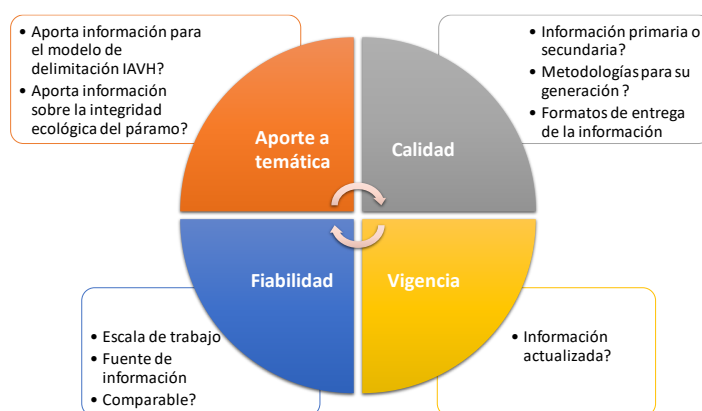 • Aporta información para
el modelo de
delimitación IAVH?
• Aporta información
sobre la integridad
ecológica del páramo?
• Información primaria o
secundaria?
• Metodologías para su
generación ?
• Formatos de entrega
de la información
Aporte a
temática
Calidad
Fiabilidad
Vigencia
• Escala de trabajo
• Fuente de
información
• Comparable?
• Información
actualizada?